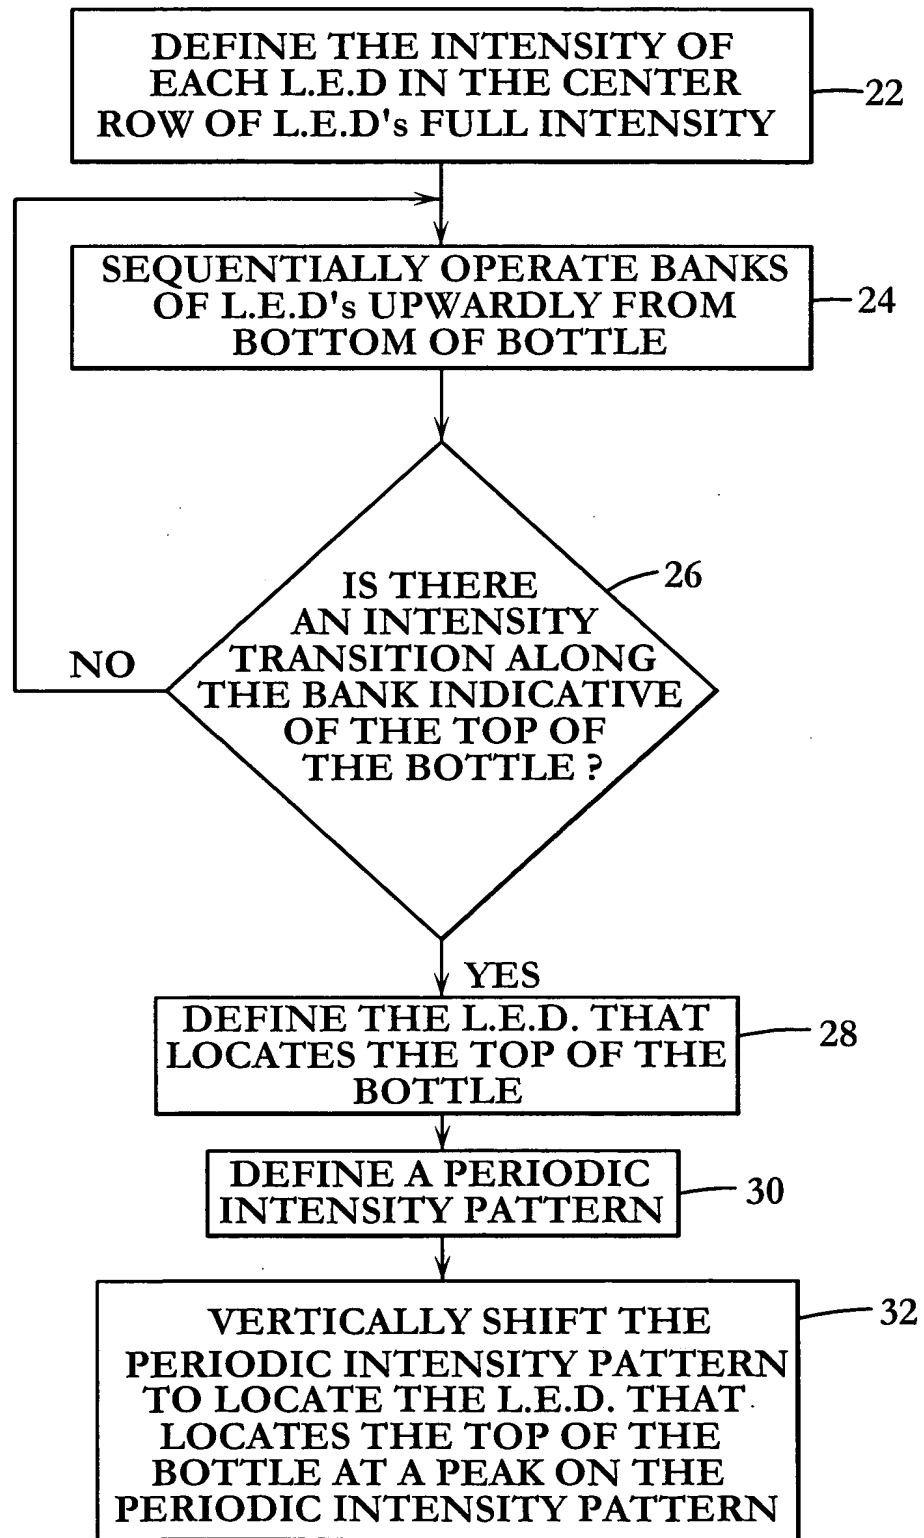 DEFINE THE INTENSITY OF
EACH L.E.D IN THE CENTER
ROW OF L.E.D's FULL INTENSITY
22
SEQUENTIALLY OPERATE BANKS
OF L.E.D's UPWARDLY FROM
BOTTOM OF BOTTLE
24
IS THERE
AN INTENSITY
TRANSITION ALONG
THE BANK INDICATIVE
OF THE TOP OF
THE BOTTLE ?
26
NO
YES
DEFINE THE L.E.D. THAT
LOCATES THE TOP OF THE
BOTTLE
28
DEFINE A PERIODIC
INTENSITY PATTERN
30
VERTICALLY SHIFT THE
PERIODIC INTENSITY PATTERN
TO LOCATE THE L.E.D. THAT
LOCATES THE TOP OF THE
BOTTLE AT A PEAK ON THE
PERIODIC INTENSITY PATTERN
32